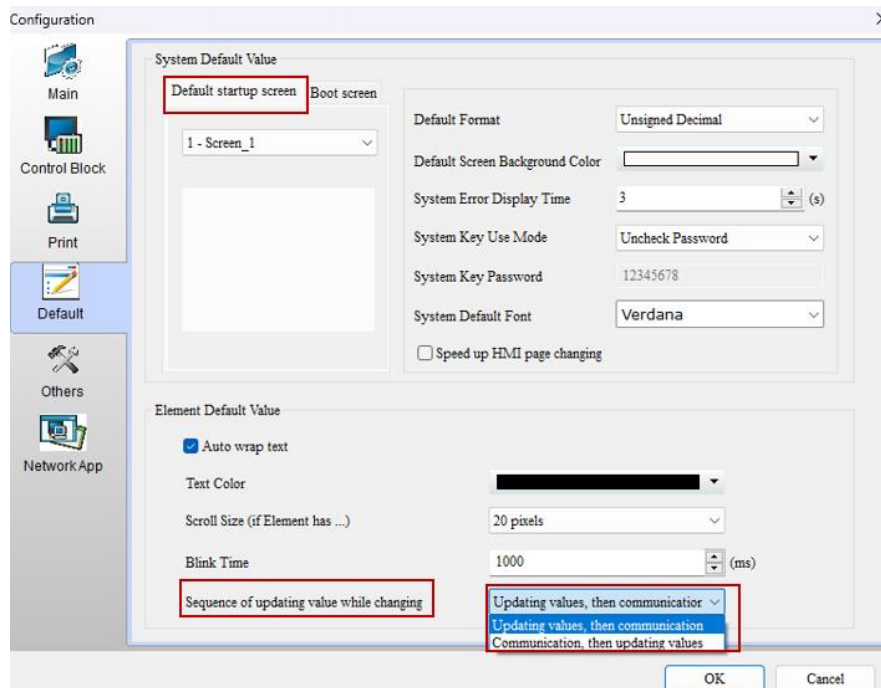 Configuration
Main
Control Block
Print
Default
Others
Network App
System Default Value
Default startup screen
Boot screen
1 - Screen_1
Default Format
Unsigned Decimal
Default Screen Background Color
System Error Display Time
3
(s)
System Key Use Mode
Uncheck Password
System Key Password
12345678
System Default Font
Verdana
Speed up HMI page changing
Element Default Value
Auto wrap text
Text Color
Scroll Size (if Element has ...)
20 pixels
Blink Time
1000
(ms)
Sequence of updating value while changing
Updating values, then communication
Updating values, then communication
Communication, then updating values
OK
Cancel